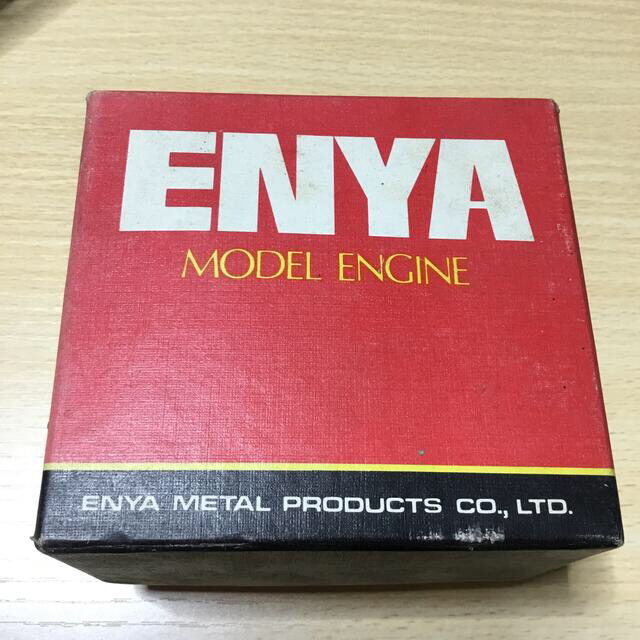 ENYA
MODEL ENGINE
ENYA METAL PRODUCTS CO., LTD.